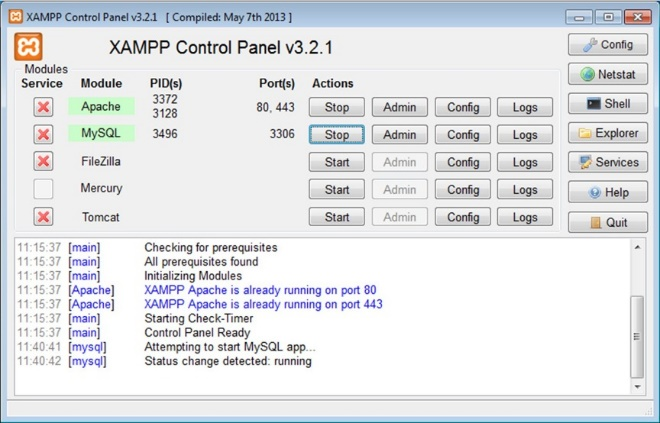 XAMPP Control Panel v3.2.1 [ Compiled: May 7th 2013 ]
XAMPP Control Panel v3.2.1
Config
Modules
Service Module PID(s) Port(s) Actions
Netstat
Apache 3372 3128 80, 443 Stop Admin Config Logs
Shell
MySQL 3496 3306 Stop Admin Config Logs
Explorer
FileZilla Start Admin Config Logs
Services
Mercury Start Admin Config Logs
Help
Tomcat Start Admin Config Logs
Quit
11:15:37 [main] Checking for prerequisites
11:15:37 [main] All prerequisites found
11:15:37 [main] Initializing Modules
11:15:37 [Apache] XAMPP Apache is already running on port 80
11:15:37 [Apache] XAMPP Apache is already running on port 443
11:15:37 [main] Starting Check-Timer
11:15:37 [main] Control Panel Ready
11:40:41 [mysql] Attempting to start MySQL app...
11:40:42 [mysql] Status change detected: running